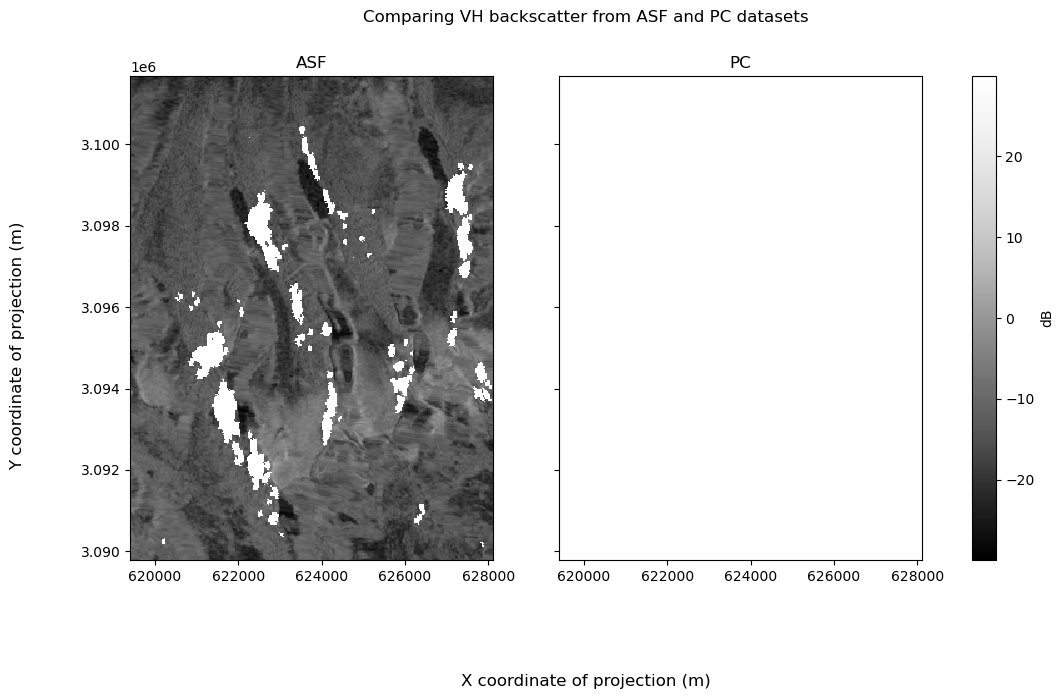 Comparing VH backscatter from ASF and PC datasets
ASF
PC
1e6
3.100
3.098
3.096
3.094
3.092
3.090
620000 622000 624000 626000 628000
620000 622000 624000 626000 628000
20
10
0
−10
−20
dB
Y coordinate of projection (m)
X coordinate of projection (m)